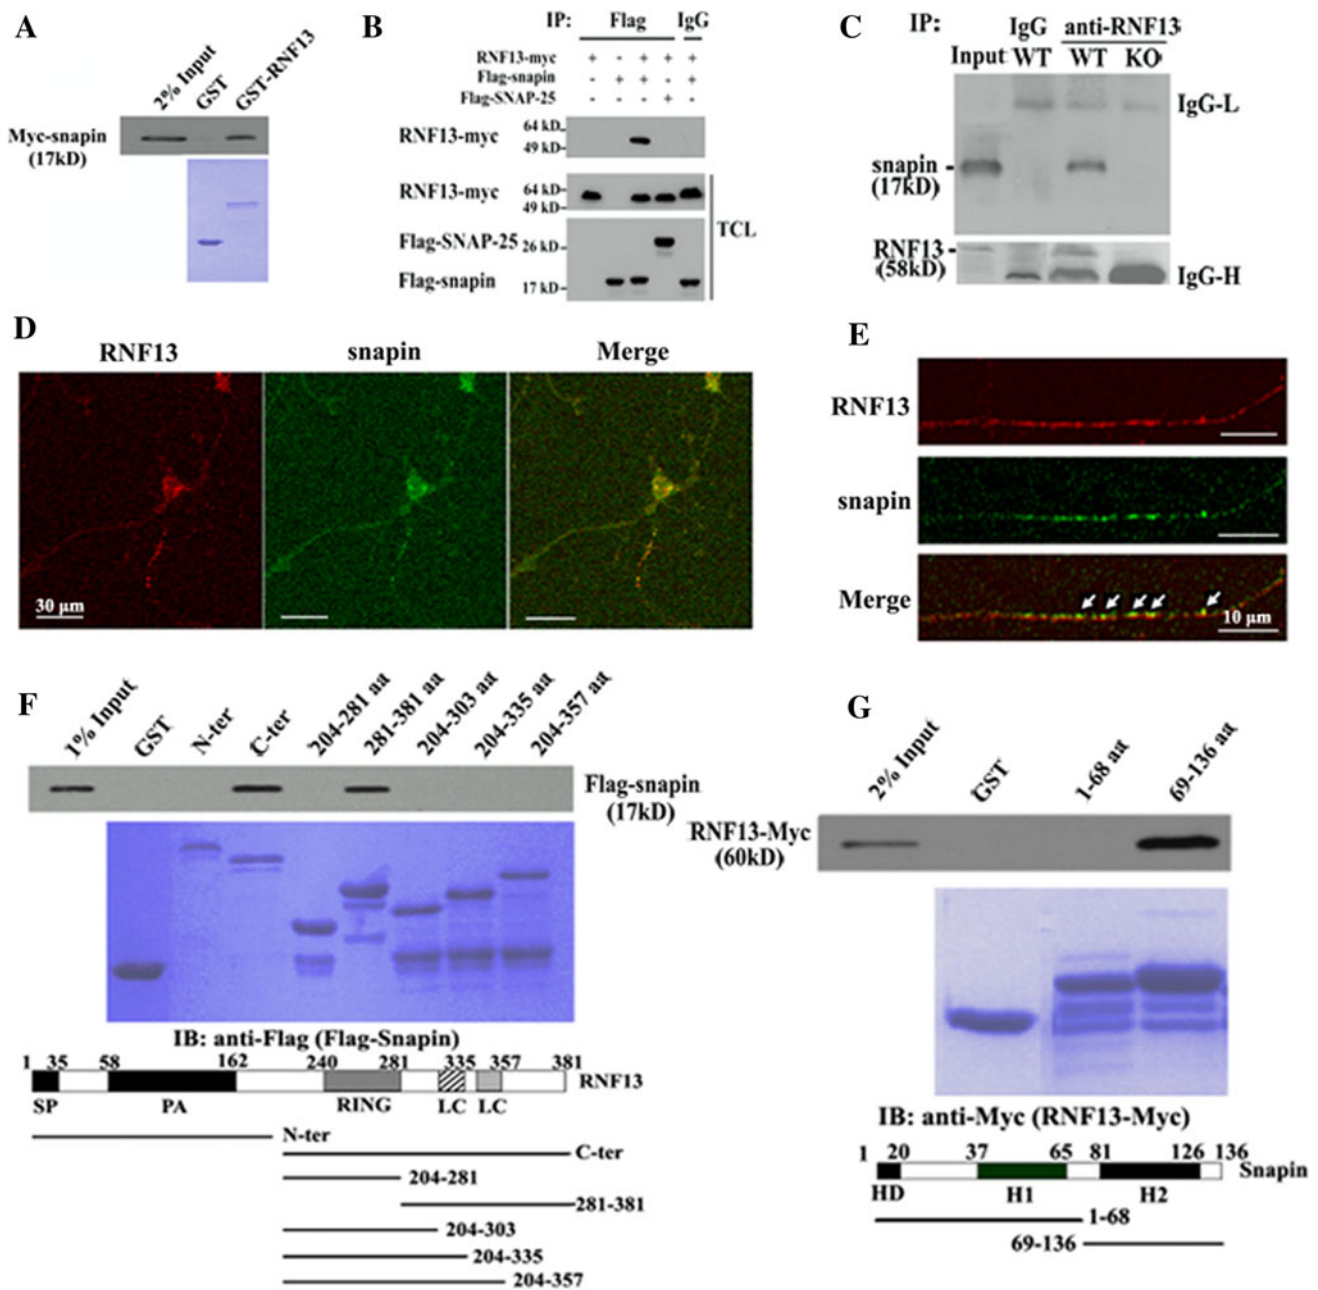 A
2% Input
GST
GST-RNF13
Myc-snapin
(17kD)
B
IP: Flag IgG
RNF13-myc + - + + +
Flag-snapin - + + - +
Flag-SNAP-25 - - - + -
RNF13-myc
64 kD
49 kD
RNF13-myc
64 kD
49 kD
Flag-SNAP-25 26 kD
Flag-snapin
17 kD
TCL
C
IP: IgG anti-RNF13
Input WT WT KO
IgG-L
snapin
(17kD)
RNF13
(58kD)
IgG-H
D
RNF13 snapin Merge
30 μm
E
RNF13
snapin
Merge
10 μm
F
1% Input
GST
N-ter
C-ter
204-281 aa
281-381 aa
204-303 aa
204-335 aa
204-357 aa
Flag-snapin
(17kD)
IB: anti-Flag (Flag-Snapin)
1 35 58 162 240 281 335 357 381
RNF13
SP PA RING LC LC
N-ter
C-ter
204-281
281-381
204-303
204-335
204-357
G
2% Input
GST
1-68 aa
69-136 aa
RNF13-Myc
(60kD)
IB: anti-Myc (RNF13-Myc)
1 20 37 65 81 126 136
Snapin
HD H1 H2
1-68
69-136